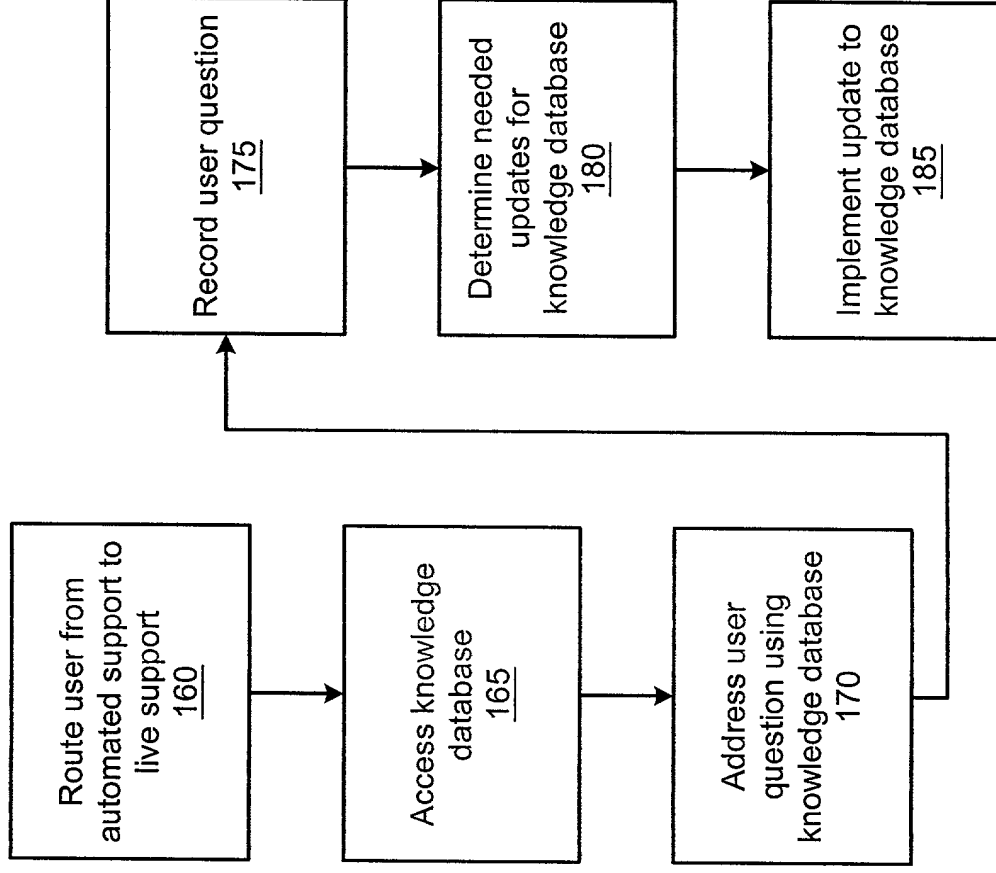 Route user from
automated support to
live support
160
Access knowledge
database
165
Address user
question using
knowledge database
170
Record user question
175
Determine needed
updates for
knowledge database
180
Implement update to
knowledge database
185